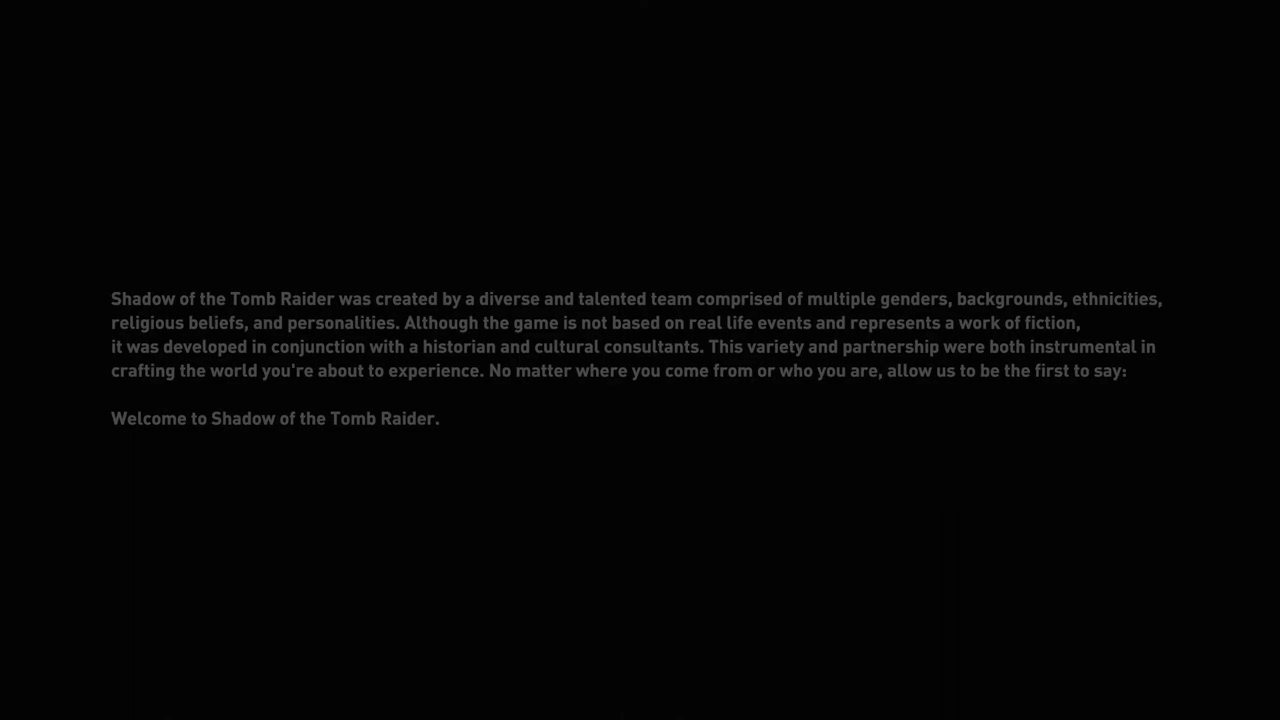 Shadow of the Tomb Raider was created by a diverse and talented team comprised of multiple genders, backgrounds, ethnicities,
religious beliefs, and personalities. Although the game is not based on real life events and represents a work of fiction,
it was developed in conjunction with a historian and cultural consultants. This variety and partnership were both instrumental in
crafting the world you're about to experience. No matter where you come from or who you are, allow us to be the first to say:
Welcome to Shadow of the Tomb Raider.